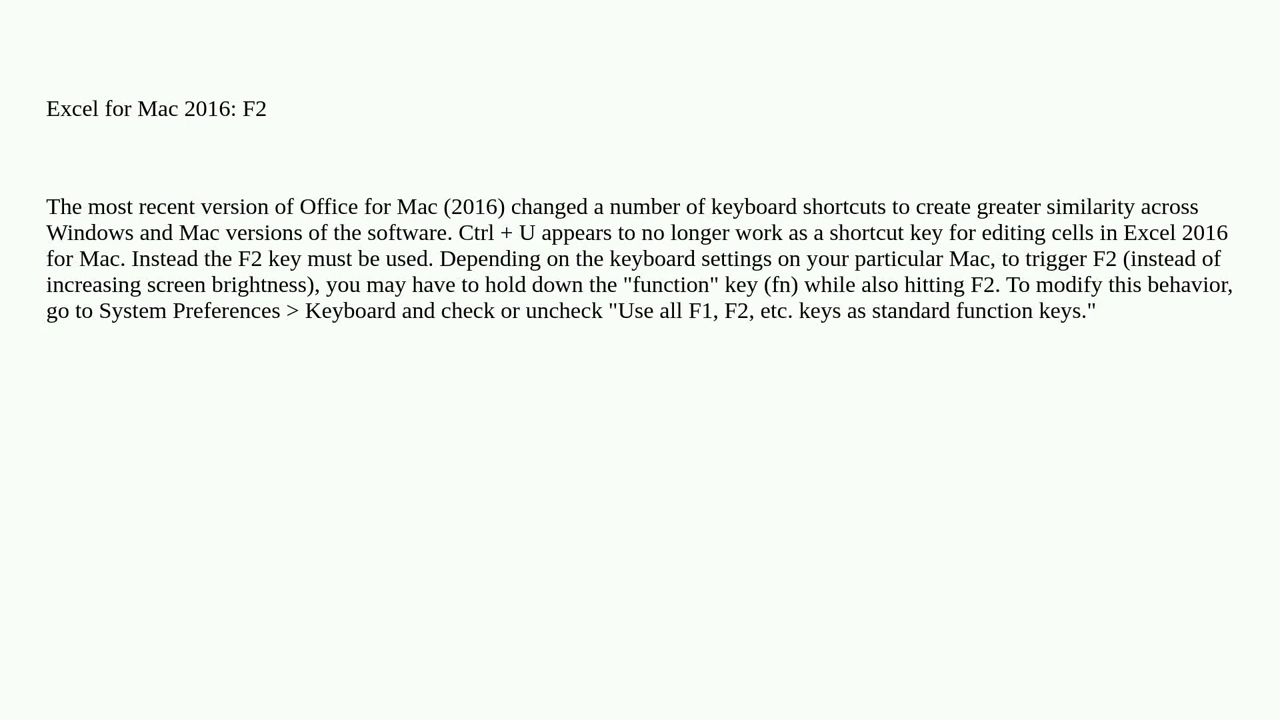 Excel for Mac 2016: F2
The most recent version of Office for Mac (2016) changed a number of keyboard shortcuts to create greater similarity across
Windows and Mac versions of the software. Ctrl + U appears to no longer work as a shortcut key for editing cells in Excel 2016
for Mac. Instead the F2 key must be used. Depending on the keyboard settings on your particular Mac, to trigger F2 (instead of
increasing screen brightness), you may have to hold down the "function" key (fn) while also hitting F2. To modify this behavior,
go to System Preferences > Keyboard and check or uncheck "Use all F1, F2, etc. keys as standard function keys."